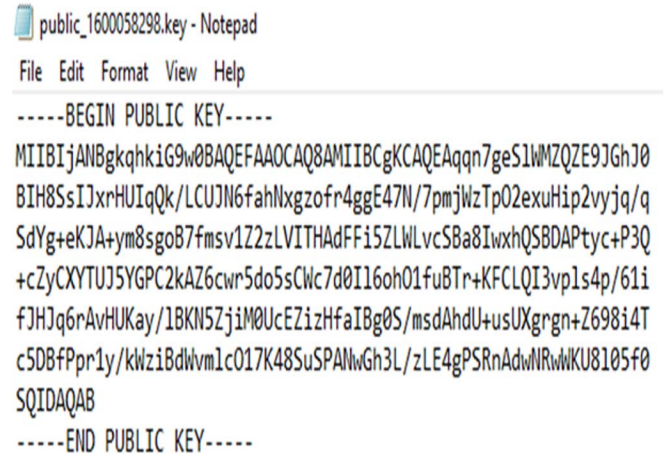 public_1600058298.key - Notepad
File Edit Format View Help
-----BEGIN PUBLIC KEY-----
MIIBIjANBgkqhkiG9w0BAQEFAAOCAQ8AMIIBCgKCAQEAqqn7geSlWMZQZE9JGhJ0
BIH8SsIJxrHUIqQk/LCUJN6fahNxgzofr4ggE47N/7pmjWzTpO2exuHip2vyjq/q
SdYg+eKJA+ym8sgoB7fmsv1Z2zLVITHAdFFi5ZLWLvcSBa8IwxhQSBDAPtyc+P3Q
+cZyCXYTUJ5YGPC2kAZ6cwr5do5sCWc7d0Il6ohO1fuBTr+KFCLQI3vpls4p/61i
fJHJq6rAvHUKay/lBKN5ZjiM0UcEZizHfaIBg0S/msdAhdU+usUXgrgn+Z698i4T
c5DBfPpr1y/kWziBdWvmlcO17K48SuSPANwGh3L/zLE4gPSRnAdwNRwWKU8l05f0
SQIDAQAB
-----END PUBLIC KEY-----